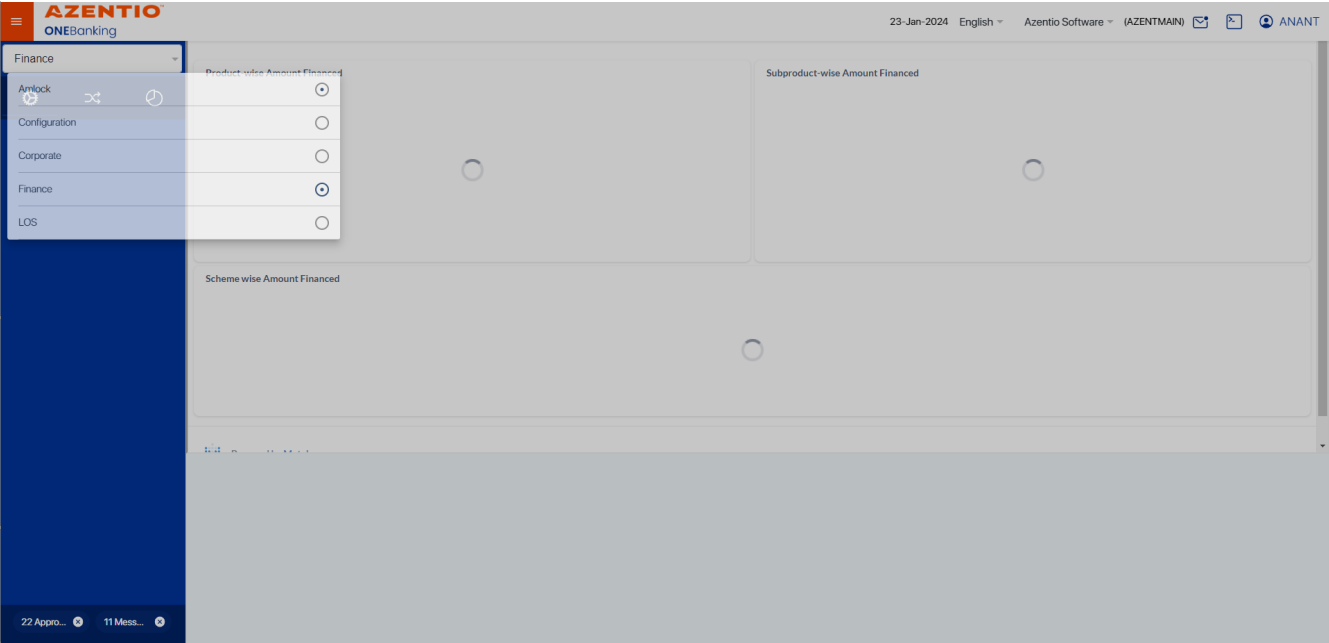 AZENTIO
ONEBanking
23-Jan-2024 English Azentio Software (AZENTMAIN) ANANT
Finance
Product-wise Amount Financed
Subproduct-wise Amount Financed
Amlock
Configuration
Corporate
Finance
LOS
Scheme wise Amount Financed
22 Appro... 11 Mess...